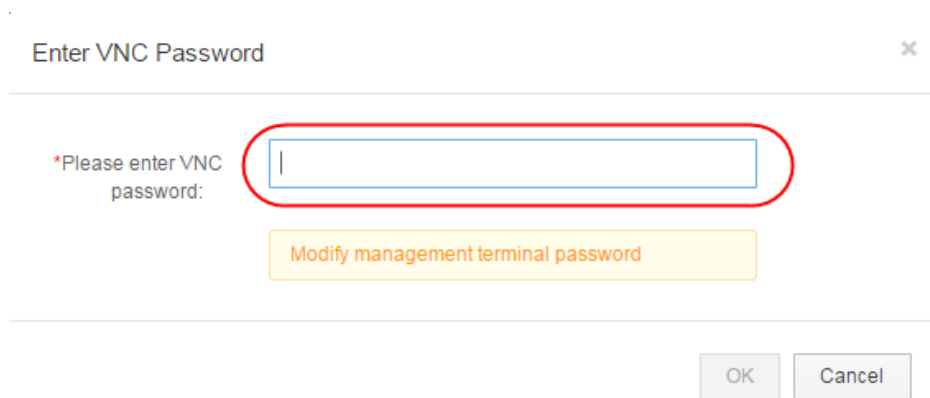 Enter VNC Password
×
*Please enter VNC
password:
Modify management terminal password
OK Cancel